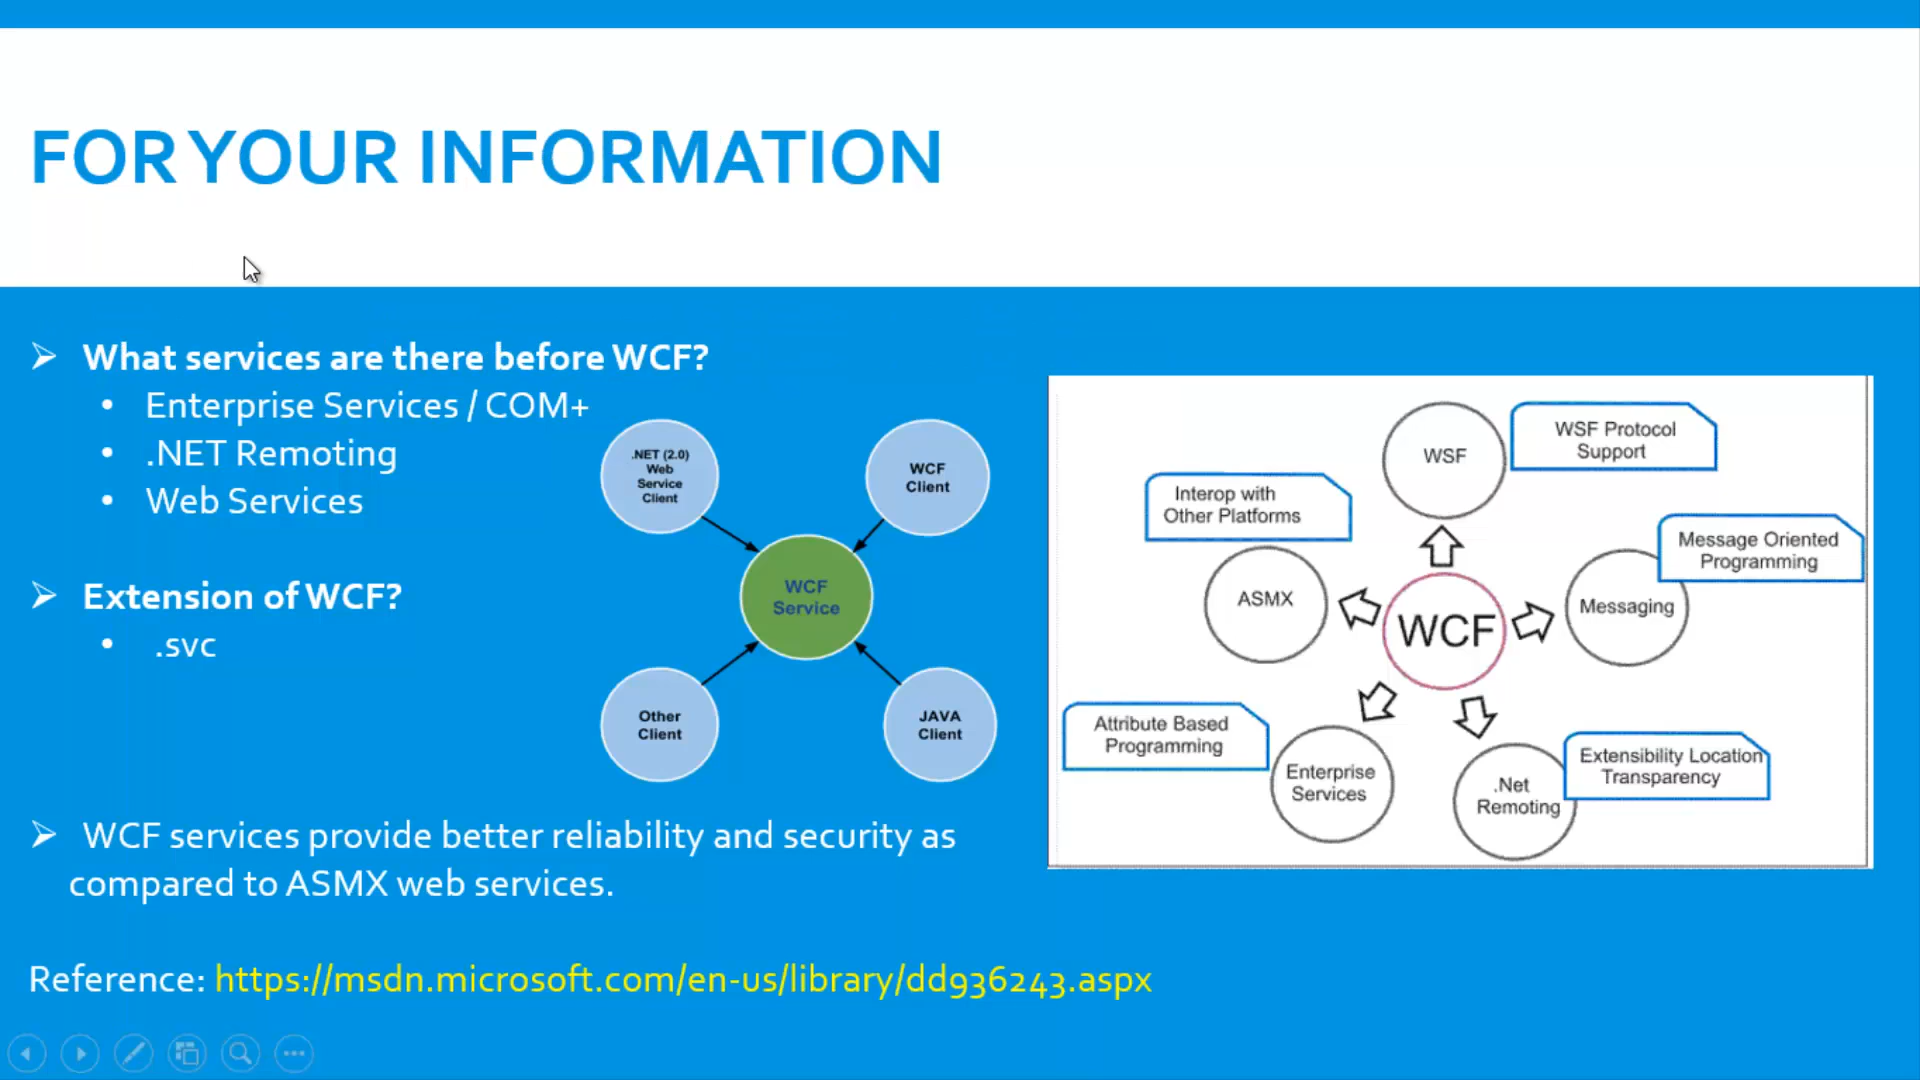 FOR YOUR INFORMATION
What services are there before WCF?
• Enterprise Services / COM+
• .NET Remoting
• Web Services
Extension of WCF?
• .svc
WCF services provide better reliability and security as
compared to ASMX web services.
Reference: https://msdn.microsoft.com/en-us/library/dd936243.aspx
.NET (2.0)
Web
Service
Client
WCF
Client
WCF
Service
Other
Client
JAVA
Client
WSF
WSF Protocol
Support
Interop with
Other Platforms
ASMX
Message Oriented
Programming
Messaging
WCF
Attribute Based
Programming
Enterprise
Services
.Net
Remoting
Extensibility Location
Transparency